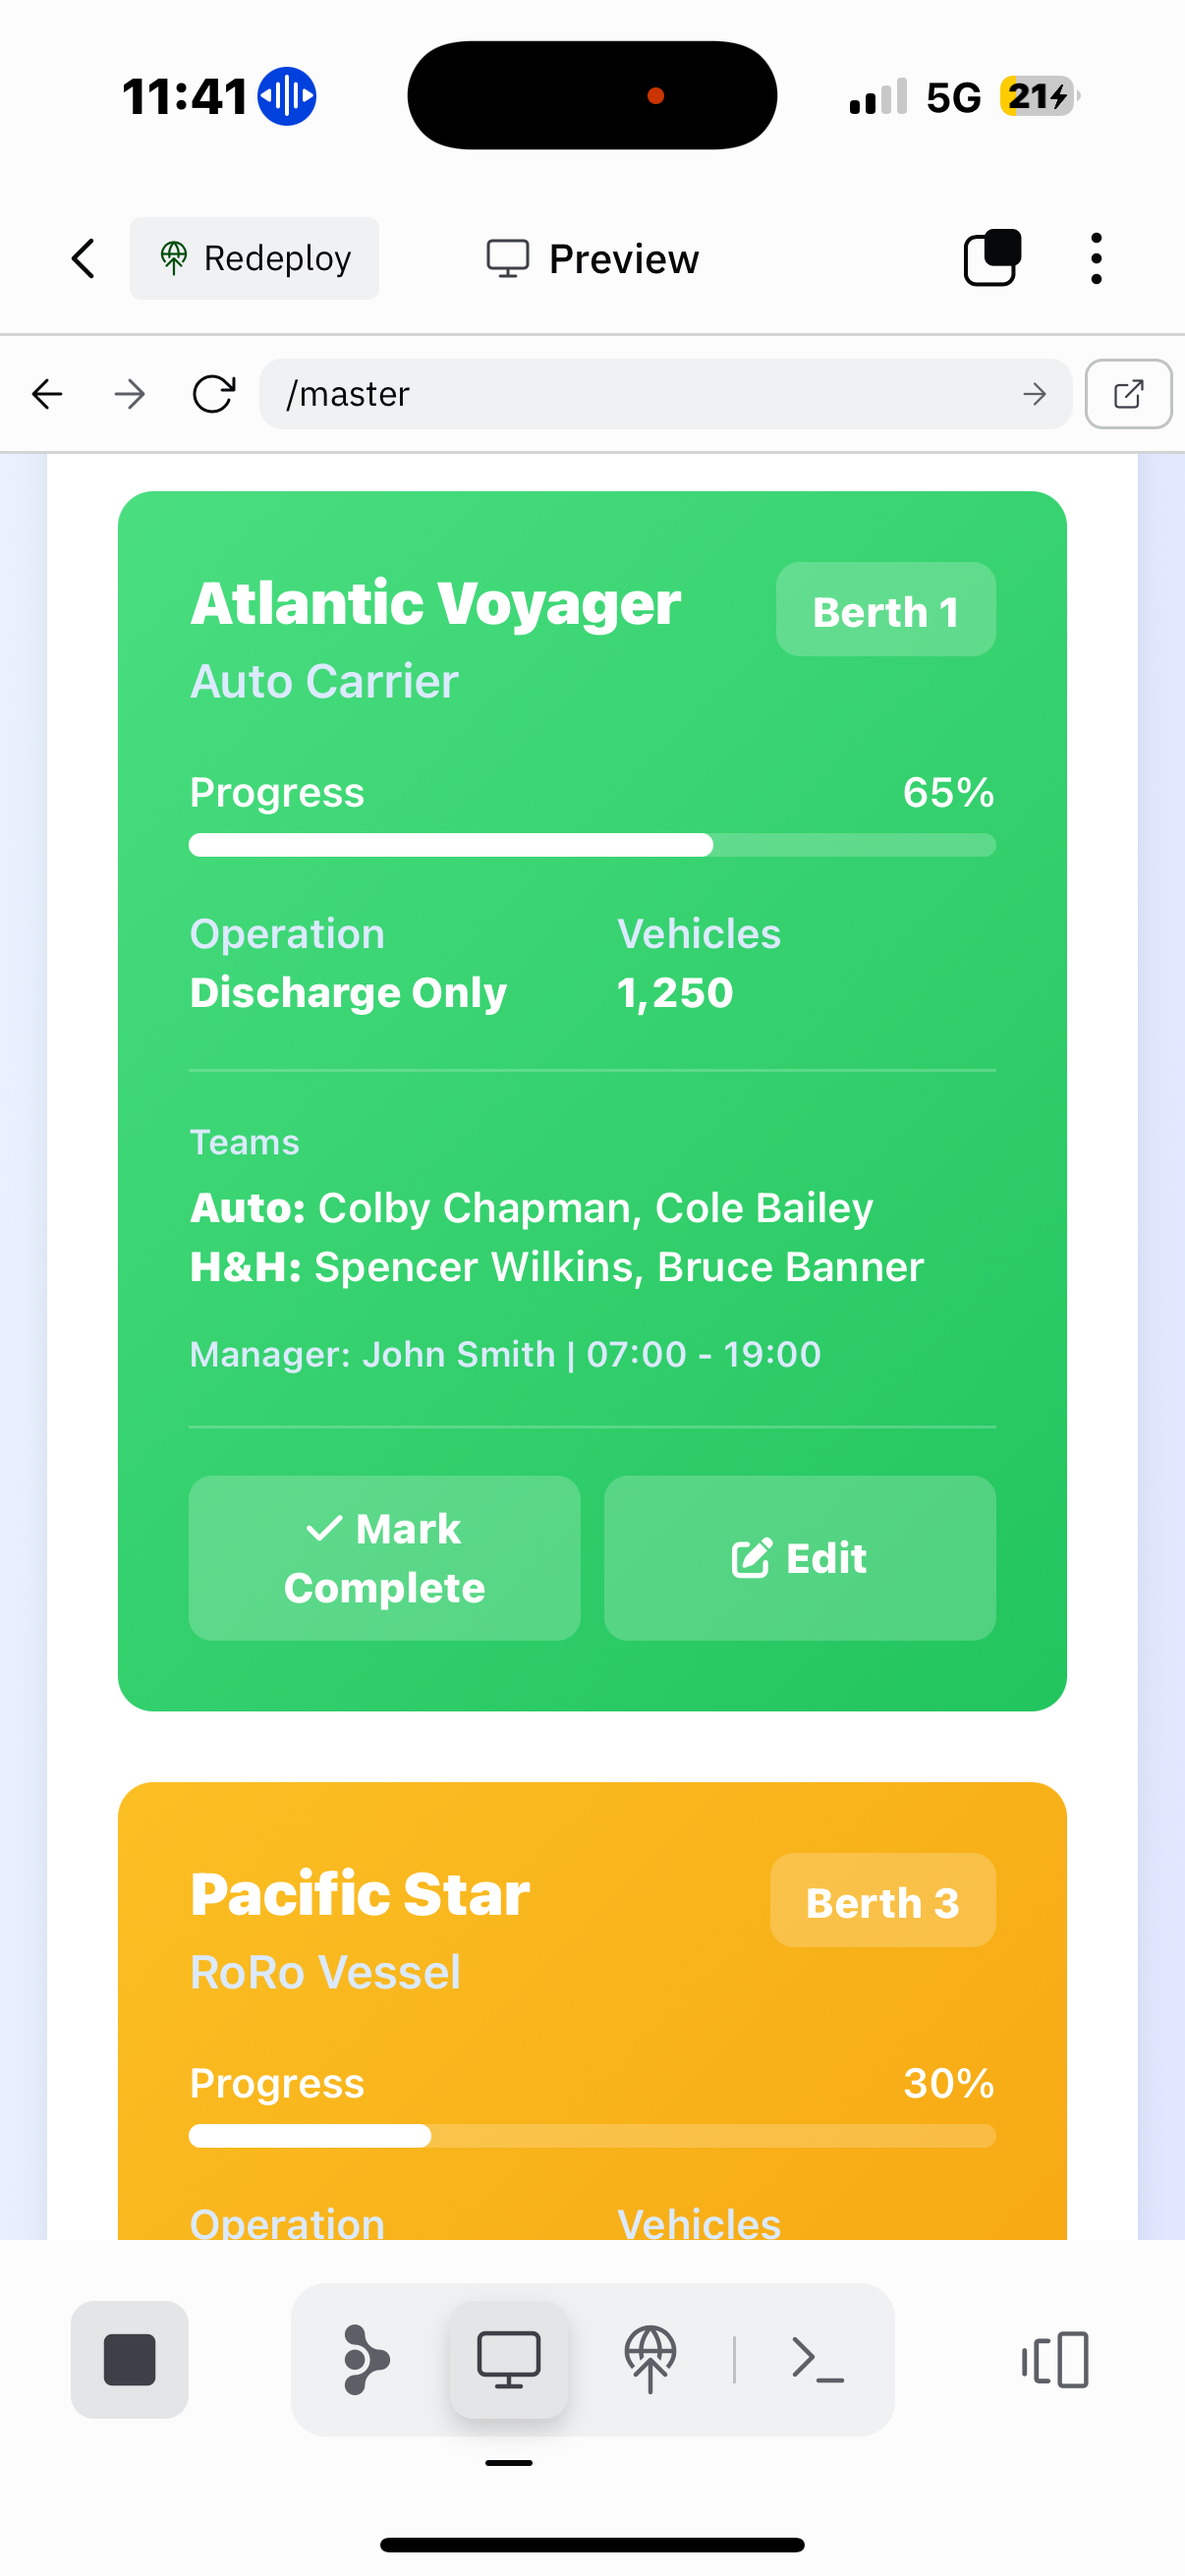 11:41
5G
21
Redeploy
Preview
/master
Atlantic Voyager
Berth 1
Auto Carrier
Progress
65%
Operation
Vehicles
Discharge Only
1,250
Teams
Auto: Colby Chapman, Cole Bailey
H&H: Spencer Wilkins, Bruce Banner
Manager: John Smith | 07:00 - 19:00
Mark
Complete
Edit
Pacific Star
Berth 3
RoRo Vessel
Progress
30%
Operation
Vehicles